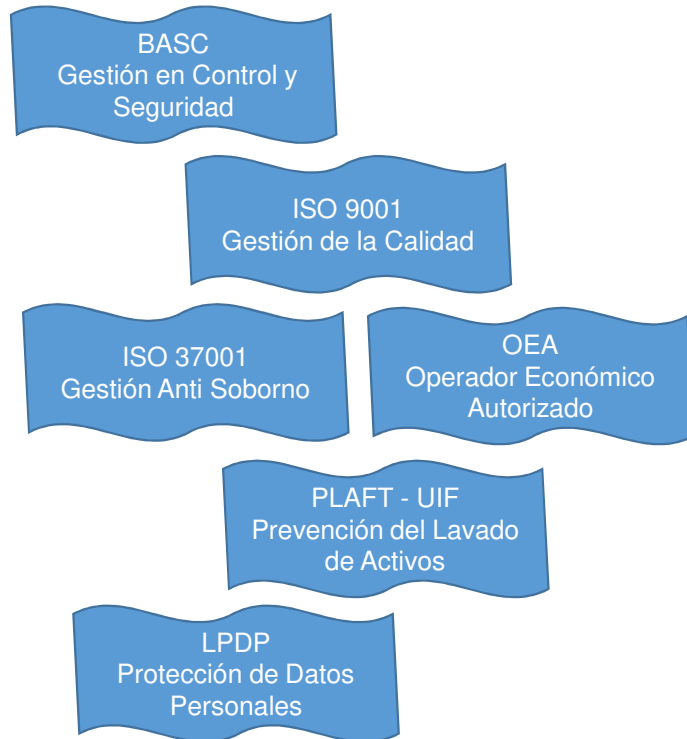 BASC
Gestión en Control y
Seguridad
ISO 9001
Gestión de la Calidad
ISO 37001
Gestión Anti Soborno
OEA
Operador Económico
Autorizado
PLAFT - UIF
Prevención del Lavado
de Activos
LPDP
Protección de Datos
Personales